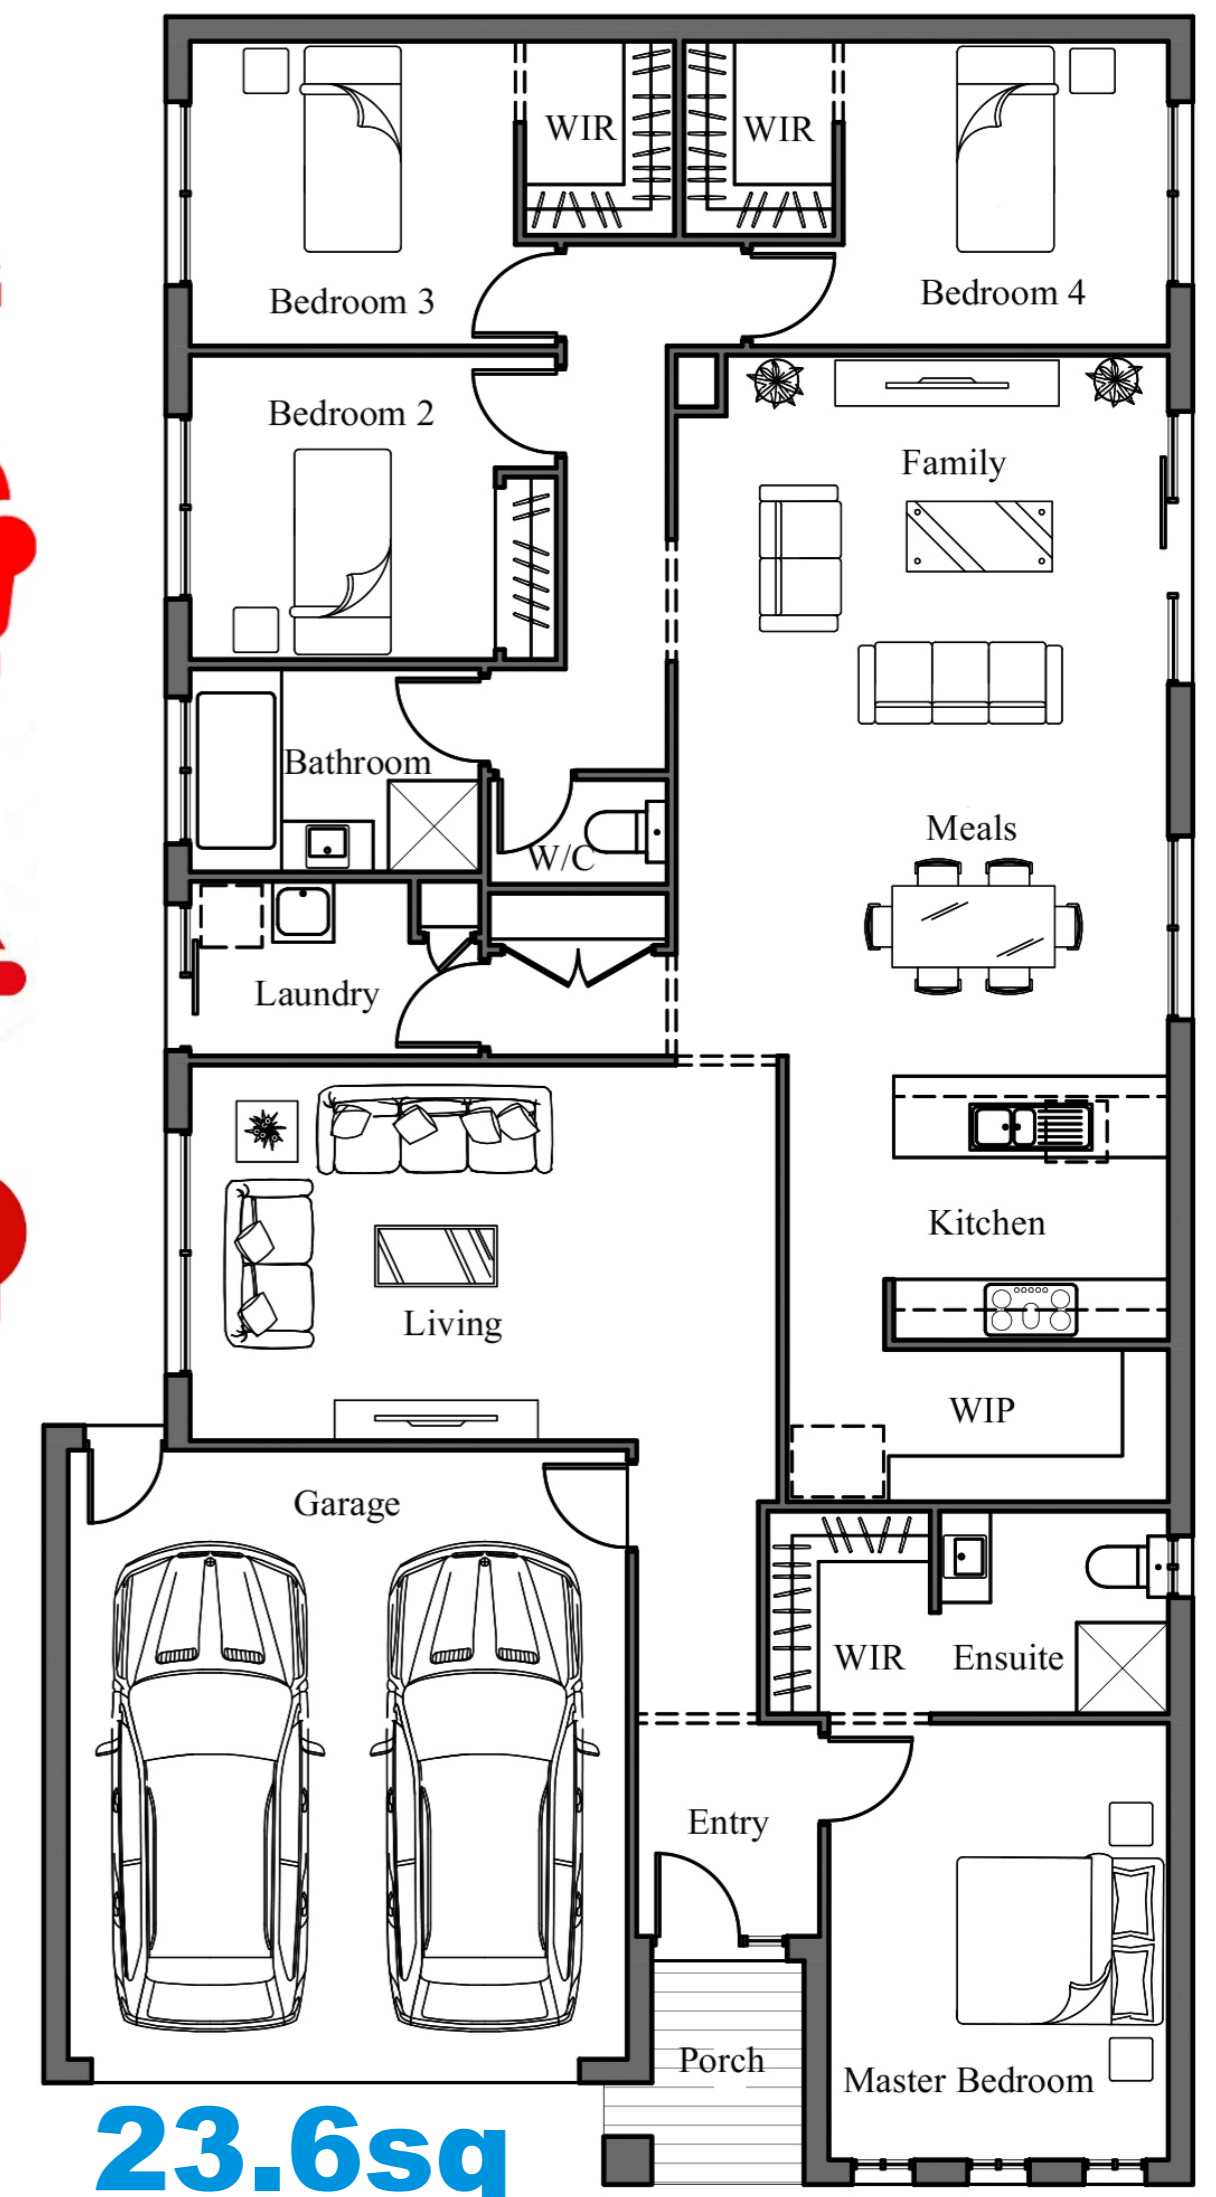 WIR
WIR
Bedroom 3
Bedroom 4
Bedroom 2
Family
Bathroom
Meals
W/C
Laundry
Kitchen
Living
WIP
Garage
WIR
Ensuite
Entry
Porch
Master Bedroom
23.6sq